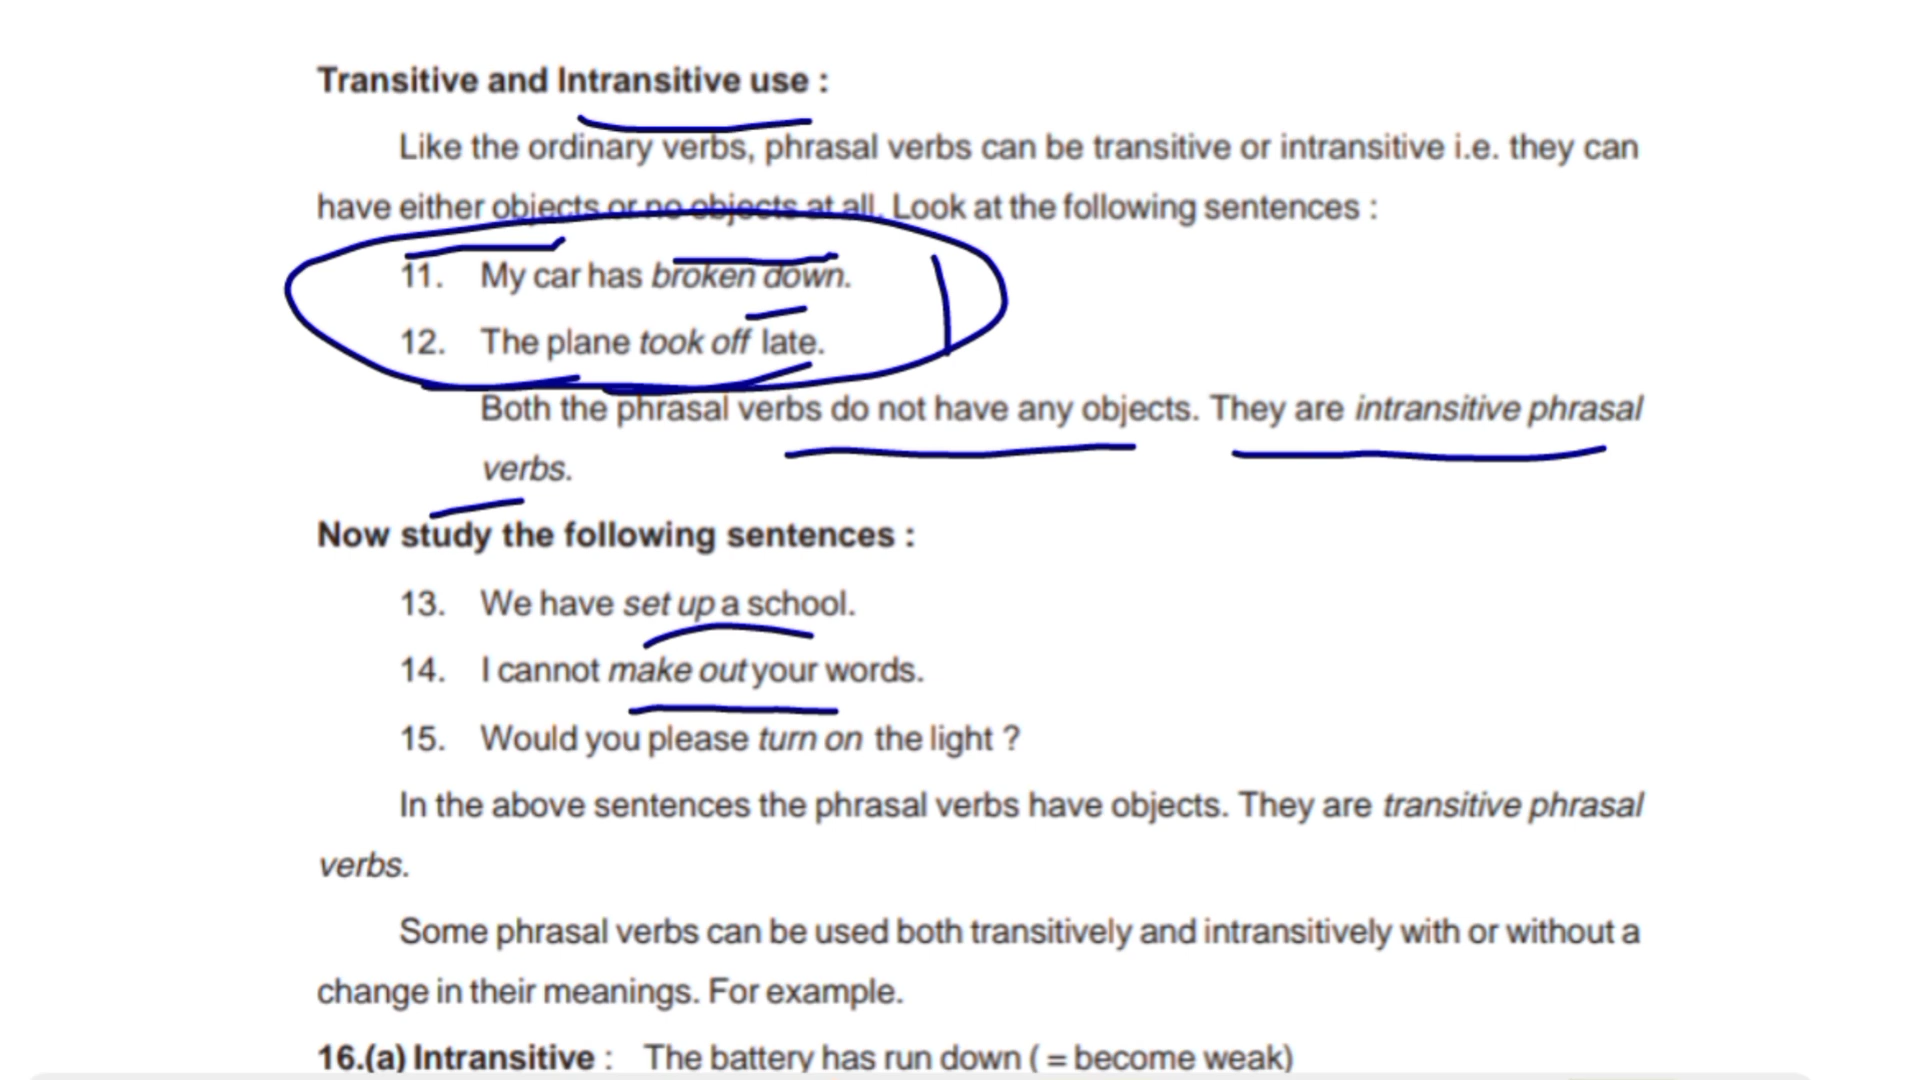 Transitive and Intransitive use :
Like the ordinary verbs, phrasal verbs can be transitive or intransitive i.e. they can
have either objects or no objects at all. Look at the following sentences :
11. My car has broken down.
12. The plane took off late.
Both the phrasal verbs do not have any objects. They are intransitive phrasal
verbs.
Now study the following sentences :
13. We have set up a school.
14. I cannot make out your words.
15. Would you please turn on the light ?
In the above sentences the phrasal verbs have objects. They are transitive phrasal
verbs.
Some phrasal verbs can be used both transitively and intransitively with or without a
change in their meanings. For example.
16.(a) Intransitive : The battery has run down ( = become weak)